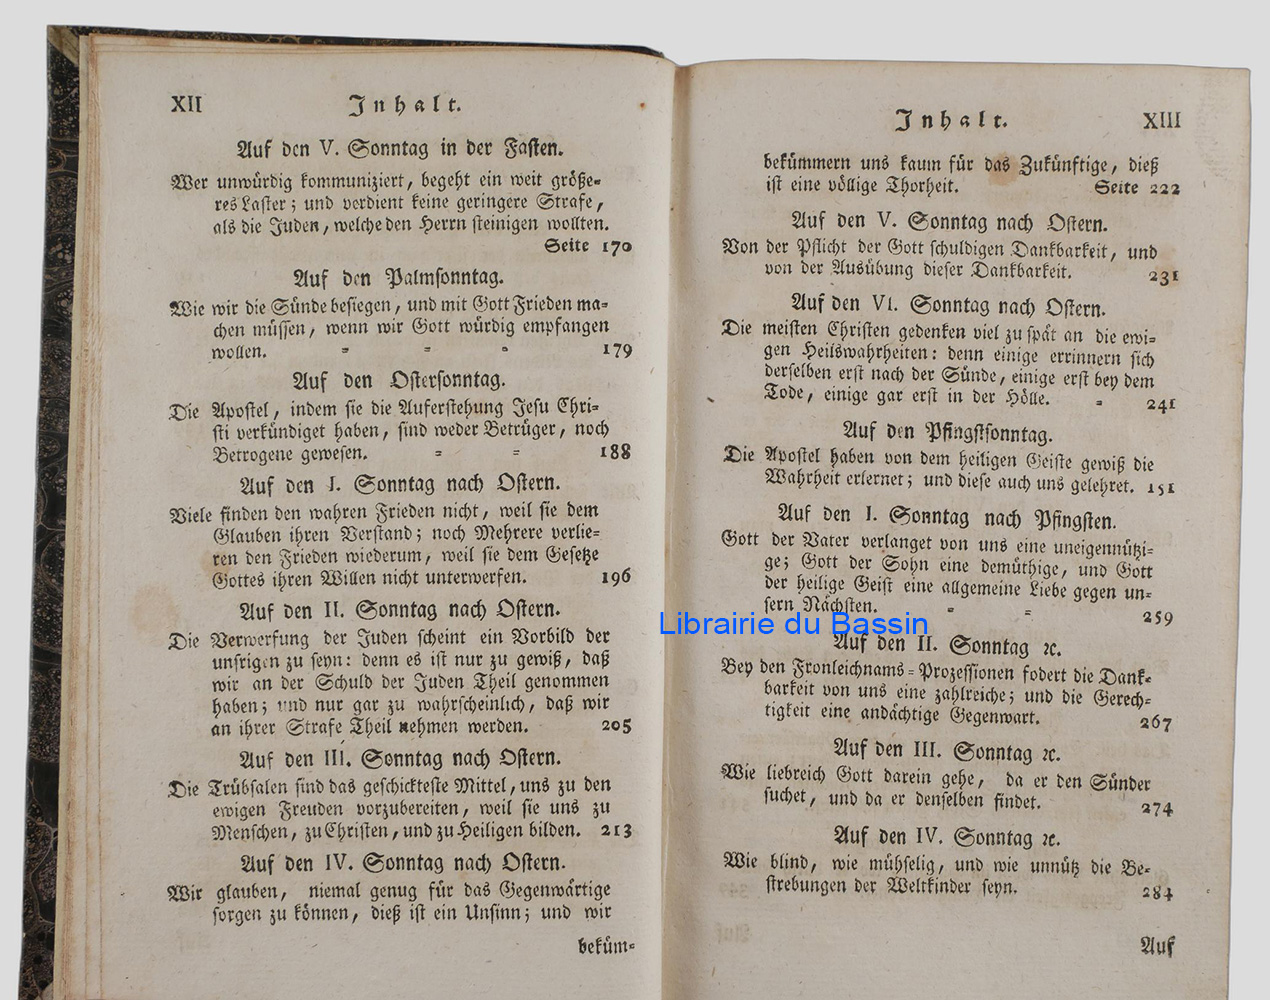 XII Inhalt.
Auf den V. Sonntag in der Fasten.
Wer unwürdig kommuniziert, begeht ein weit größe=
res Laster; und verdient keine geringere Strafe,
als die Juden, welche den Herrn steinigen wollten.
Seite 170
Auf den Palmsonntag.
Wie wir die Sünde besiegen, und mit Gott Frieden ma=
chen müssen, wenn wir Gott würdig empfangen
wollen. = = = 179
Auf den Ostersonntag.
Die Apostel, indem sie die Auferstehung Jesu Chri=
sti verkündiget haben, sind weder Betrüger, noch
Betrogene gewesen. = = 188
Auf den I. Sonntag nach Ostern.
Viele finden den wahren Frieden nicht, weil sie dem
Glauben ihren Verstand; noch Mehrere verlie=
ren den Frieden wiederum, weil sie dem Gesetze
Gottes ihren Willen nicht unterwerfen. 196
Auf den II. Sonntag nach Ostern.
Die Verwerfung der Juden scheint ein Vorbild der
unsrigen zu seyn: denn es ist nur zu gewiß, daß
wir an der Schuld der Juden Theil genommen
haben; und nur gar zu wahrscheinlich, daß wir
an ihrer Strafe Theil nehmen werden. 205
Auf den III. Sonntag nach Ostern.
Die Trübsalen sind das geschickteste Mittel, uns zu den
ewigen Freuden vorzubereiten, weil sie uns zu
Menschen, zu Christen, und zu Heiligen bilden. 213
Auf den IV. Sonntag nach Ostern.
Wir glauben, niemal genug für das Gegenwärtige
sorgen zu können, dieß ist ein Unsinn; und wir
beküm=
Inhalt. XIII
bekümmern uns kaum für das Zukünftige, dieß
ist eine völlige Thorheit. Seite 222
Auf den V. Sonntag nach Ostern.
Von der Pflicht der Gott schuldigen Dankbarkeit, und
von der Ausübung dieser Dankbarkeit. 231
Auf den VI. Sonntag nach Ostern.
Die meisten Christen gedenken viel zu spät an die ewi=
gen Heilswahrheiten: denn einige errinnern sich
derselben erst nach der Sünde, einige erst bey dem
Tode, einige gar erst in der Hölle. = 241
Auf den Pfingstsonntag.
Die Apostel haben von dem heiligen Geiste gewiß die
Wahrheit erlernet; und diese auch uns gelehret. 151
Auf den I. Sonntag nach Pfingsten.
Gott der Vater verlanget von uns eine uneigennützi=
ge; Gott der Sohn eine demüthige, und Gott
der heilige Geist eine allgemeine Liebe gegen un=
sern Nächsten. = = 259
Librairie du Bassin
Auf den II. Sonntag ꝛc.
Bey den Fronleichnams=Prozessionen fodert die Dank=
barkeit von uns eine zahlreiche; und die Gerech=
tigkeit eine andächtige Gegenwart. 267
Auf den III. Sonntag ꝛc.
Wie liebreich Gott darein gehe, da er den Sünder
suchet, und da er denselben findet. 274
Auf den IV. Sonntag ꝛc.
Wie blind, wie mühselig, und wie unnütz die Be=
strebungen der Weltkinder seyn. 284
Auf